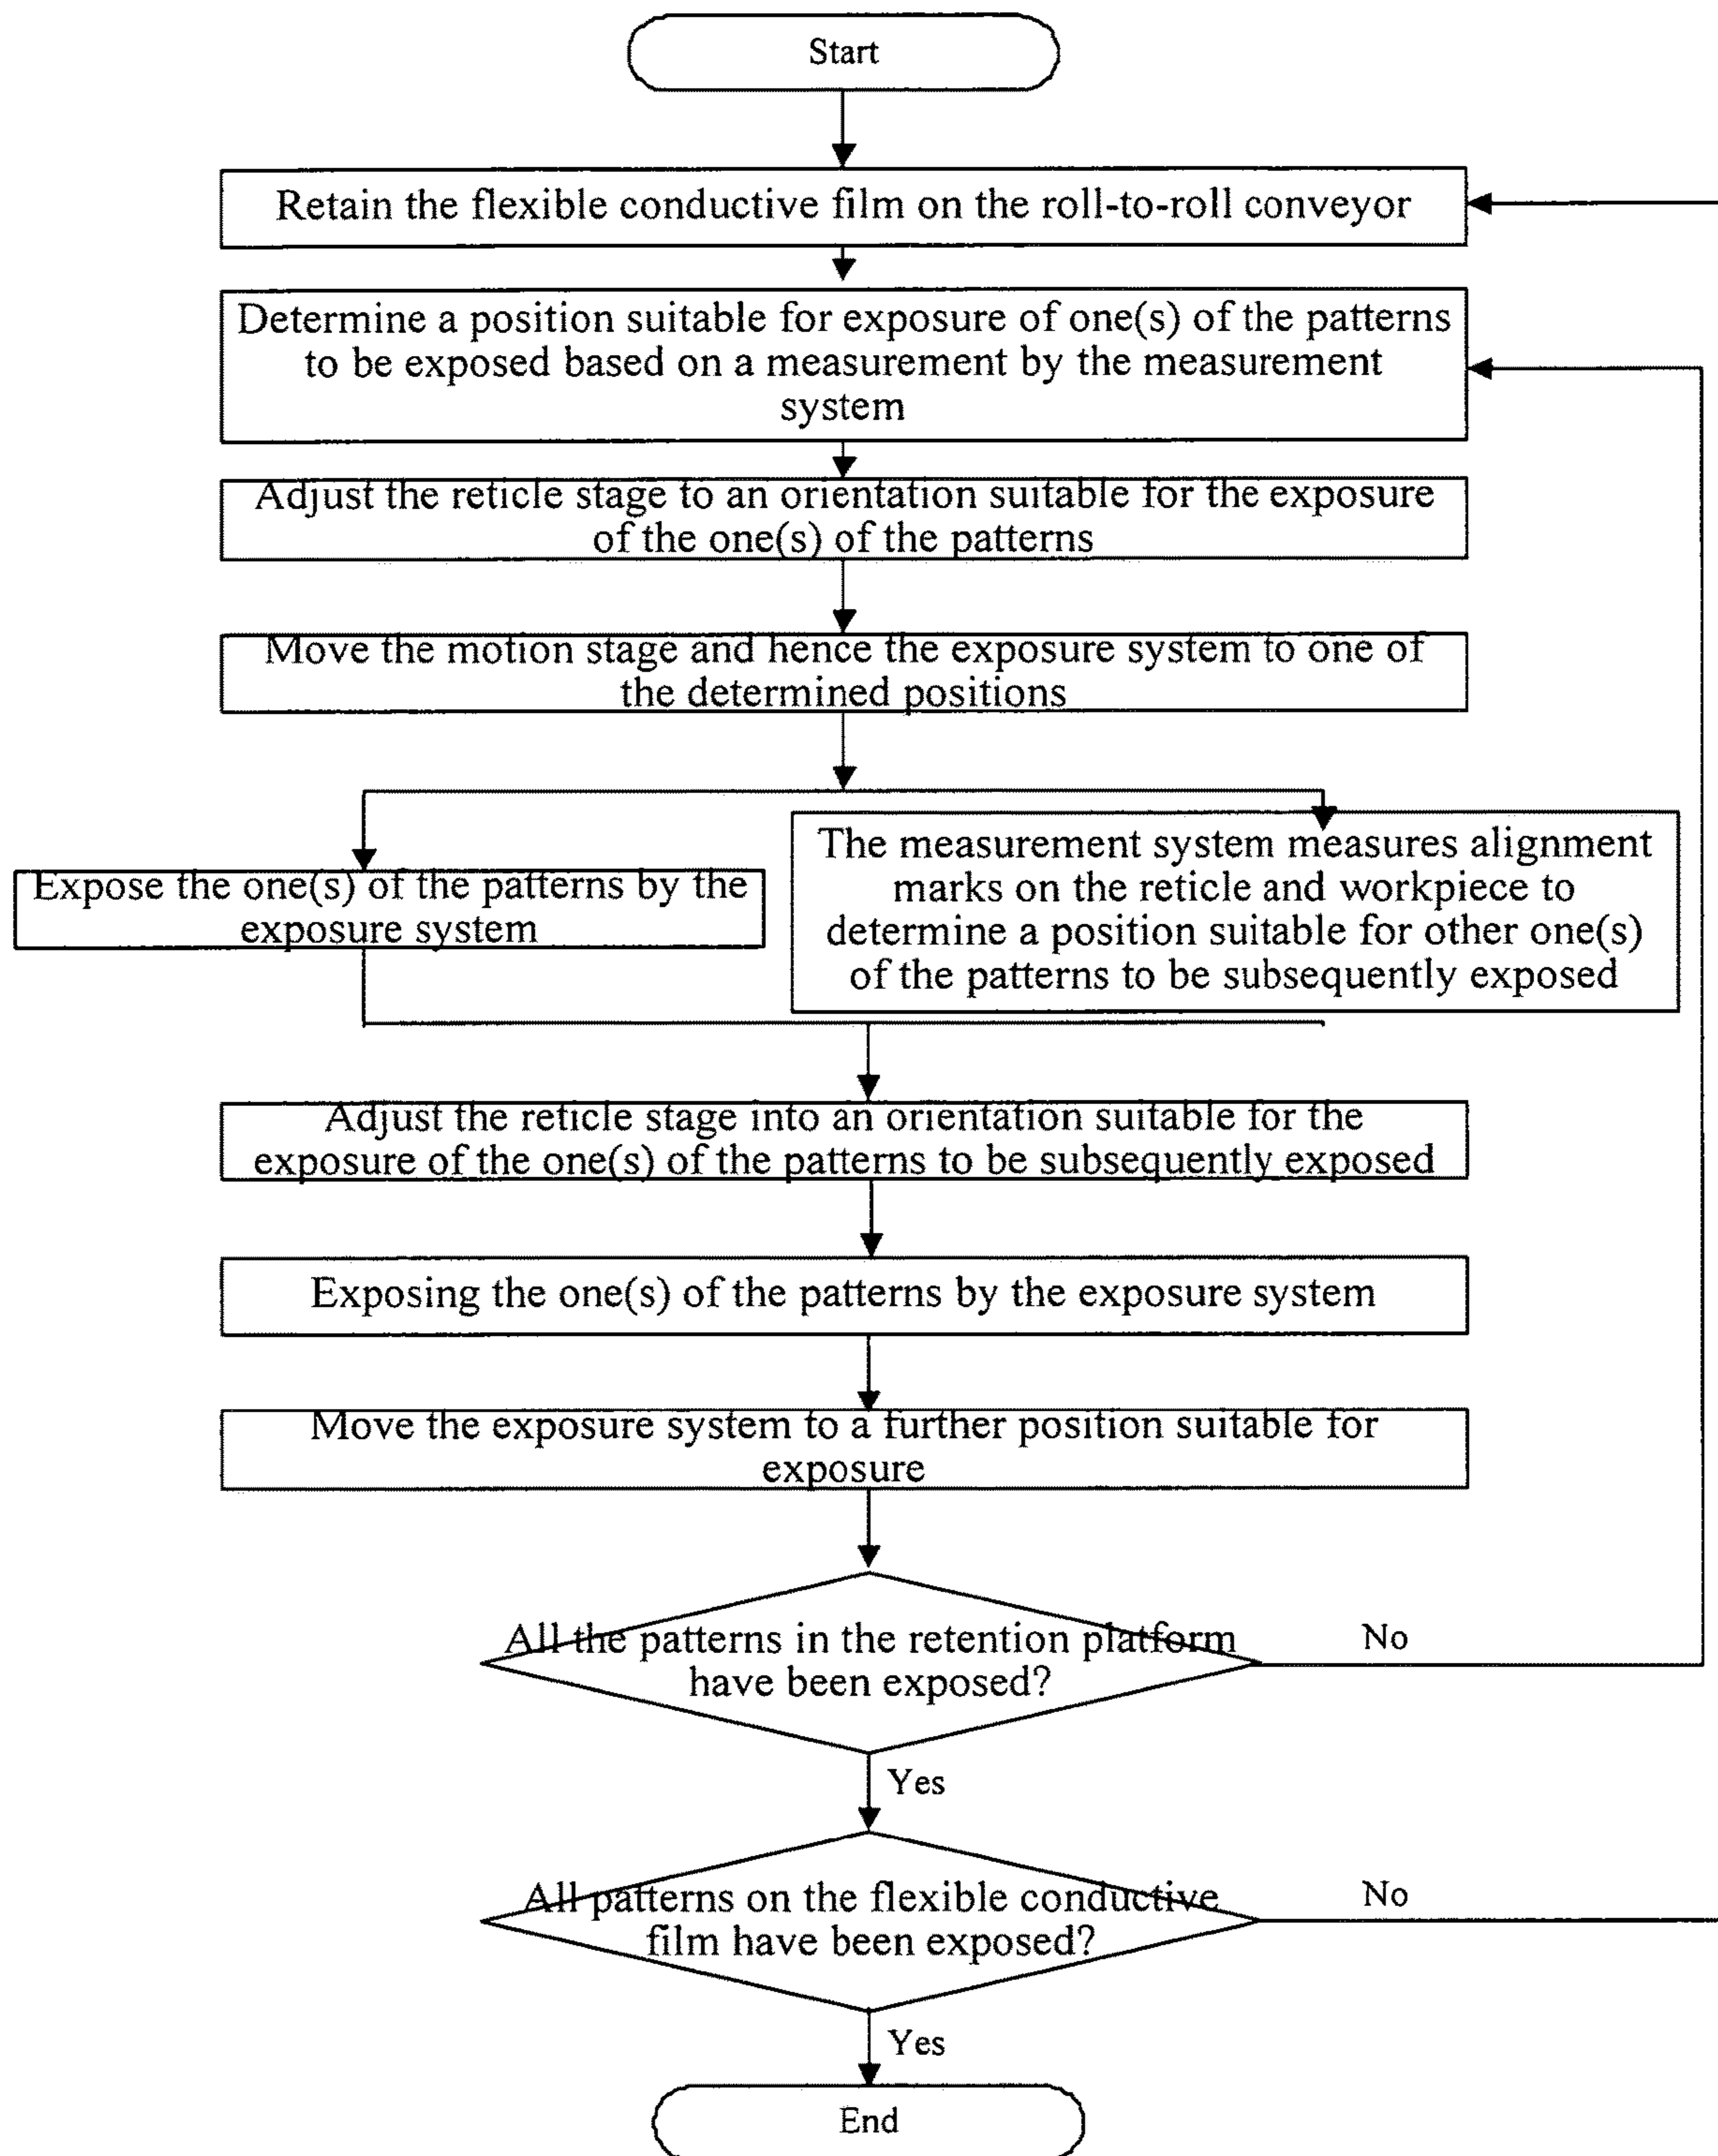 Start
Retain the flexible conductive film on the roll-to-roll conveyor
Determine a position suitable for exposure of one(s) of the patterns
to be exposed based on a measurement by the measurement
system
Adjust the reticle stage to an orientation suitable for the exposure
of the one(s) of the patterns
Move the motion stage and hence the exposure system to one of
the determined positions
Expose the one(s) of the patterns by the
exposure system
The measurement system measures alignment
marks on the reticle and workpiece to
determine a position suitable for other one(s)
of the patterns to be subsequently exposed
Adjust the reticle stage into an orientation suitable for the
exposure of the one(s) of the patterns to be subsequently exposed
Exposing the one(s) of the patterns by the exposure system
Move the exposure system to a further position suitable for
exposure
All the patterns in the retention platform
have been exposed?
No
Yes
All patterns on the flexible conductive
film have been exposed?
No
Yes
End